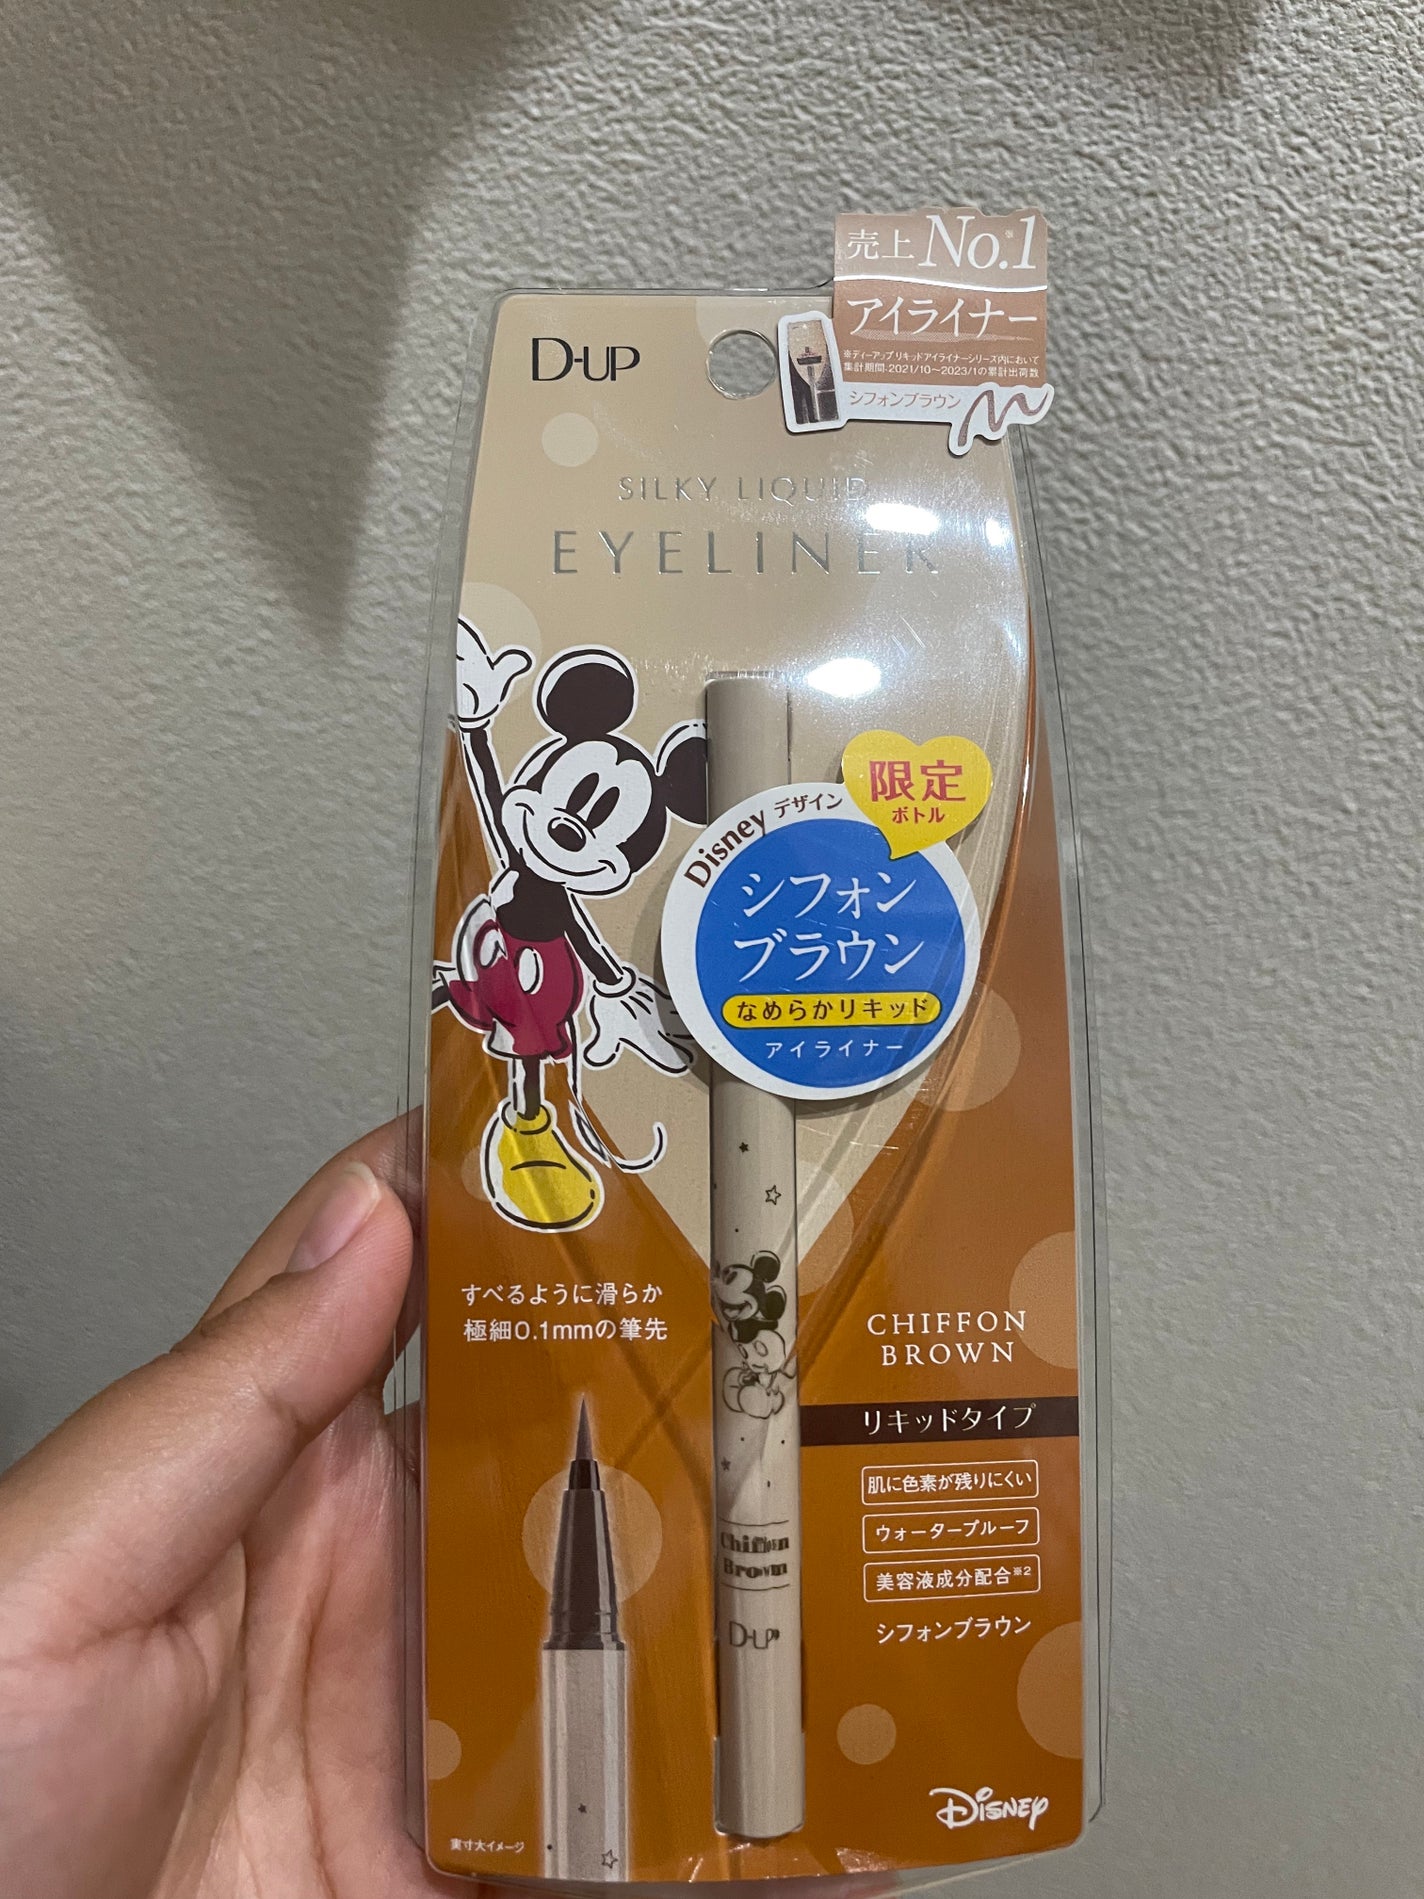 売上No.※1
アイライナー
※ディーアップリキッドアイライナーシリーズ内において
集計期間-2021/10〜2023/1の累計出荷数
シフォンブラウン
D-UP
SILKY LIQUID
EYELINER
限定
ボトル
Disney デザイン
シフォン
ブラウン
なめらかリキッド
アイライナー
すべるように滑らか
極細0.1mmの筆先
CHIFFON
BROWN
リキッドタイプ
肌に色素が残りにくい
ウォータープルーフ
美容液成分配合※2
シフォンブラウン
Chiffon
Brown
D-UP
実寸大イメージ
Disney